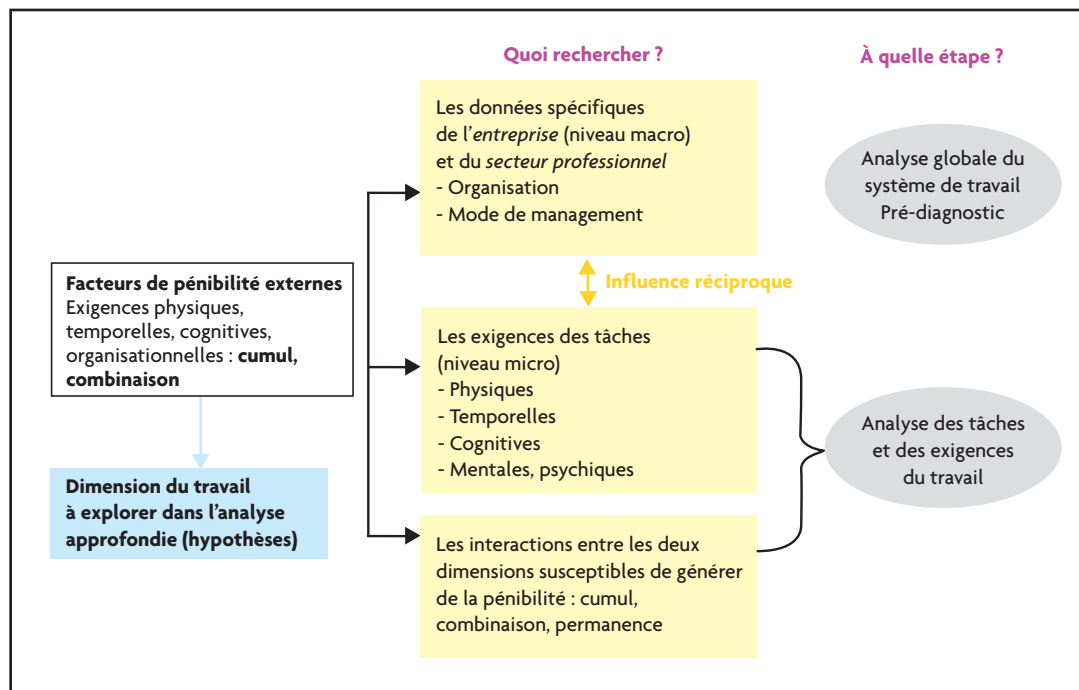 Quoi rechercher ?
À quelle étape ?
Les données spécifiques
de l'entreprise (niveau macro)
et du secteur professionnel
- Organisation
- Mode de management
Analyse globale du
système de travail
Pré-diagnostic
Facteurs de pénibilité externes
Exigences physiques,
temporelles, cognitives,
organisationnelles : cumul,
combinaison
Influence réciproque
Les exigences des tâches
(niveau micro)
- Physiques
- Temporelles
- Cognitives
- Mentales, psychiques
Analyse des tâches
et des exigences
du travail
Dimension du travail
à explorer dans l'analyse
approfondie (hypothèses)
Les interactions entre les deux
dimensions susceptibles de générer
de la pénibilité : cumul,
combinaison, permanence